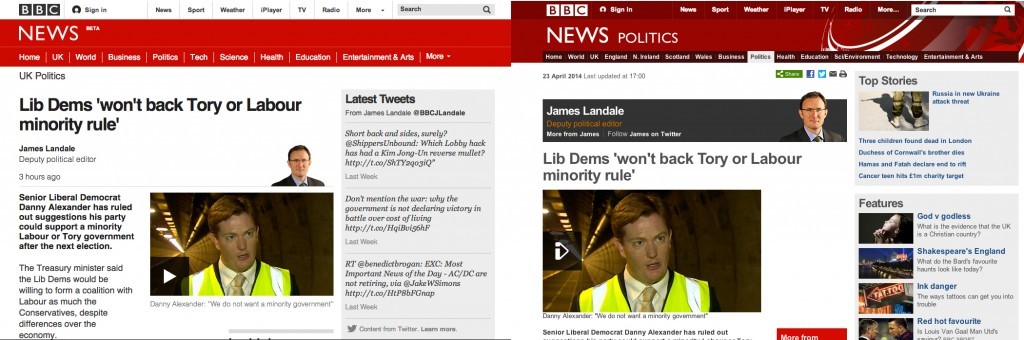 BBC Sign in News Sport Weather iPlayer TV Radio More Search
NEWS BETA
Home UK World Business Politics Tech Science Health Education Entertainment & Arts More
UK Politics
Lib Dems 'won't back Tory or Labour
minority rule'
James Landale
Deputy political editor
3 hours ago
Senior Liberal Democrat
Danny Alexander has ruled
out suggestions his party
could support a minority
Labour or Tory government
after the next election.
The Treasury minister said
the Lib Dems would be
willing to form a coalition with
Labour as much the
Conservatives, despite
differences over the
economy.
Danny Alexander: "We do not want a minority government"
Latest Tweets
From James Landale @BBCJLandale
Short back and sides, surely?
@ShippersUnbound: Which Lobby hack
has had a Kim Jong-Un reverse mullet?
http://t.co/ShTY2qo3iQ"
Last Week
Don't mention the war: why the
government is not declaring victory in
battle over cost of living
http://t.co/HqiBvi56hF
Last Week
RT @benedictbrogan: EXC: Most
Important News of the Day - AC/DC are
not retiring, via @JakeWSimons
http://t.co/HtP8bFGnap
Last Week
Content from Twitter. Learn more.
BBC Sign in News Sport Weather iPlayer TV Radio More... Search
NEWS POLITICS
Home World UK England N. Ireland Scotland Wales Business Politics Health Education Sci/Environment Technology Entertainment & Arts
23 April 2014 Last updated at 17:00
Share
James Landale
Deputy political editor
More from James Follow James on Twitter
Lib Dems 'won't back Tory or Labour
minority rule'
Danny Alexander: "We do not want a minority government"
Senior Liberal Democrat Danny Alexander has ruled out
More from
Top Stories
Russia in new Ukraine
attack threat
Three children found dead in London
Duchess of Cornwall's brother dies
Hamas and Fatah declare end to rift
Cancer teen hits £1m charity target
Features
God v godless
What is the evidence that the UK
is a Christian country?
Shakespeare's England
What do the Bard's favourite
haunts look like today?
TATTOO
Ink danger
The ways tattoos can get you into
trouble
Red hot favourite
Is Louis Van Gaal Man Utd's